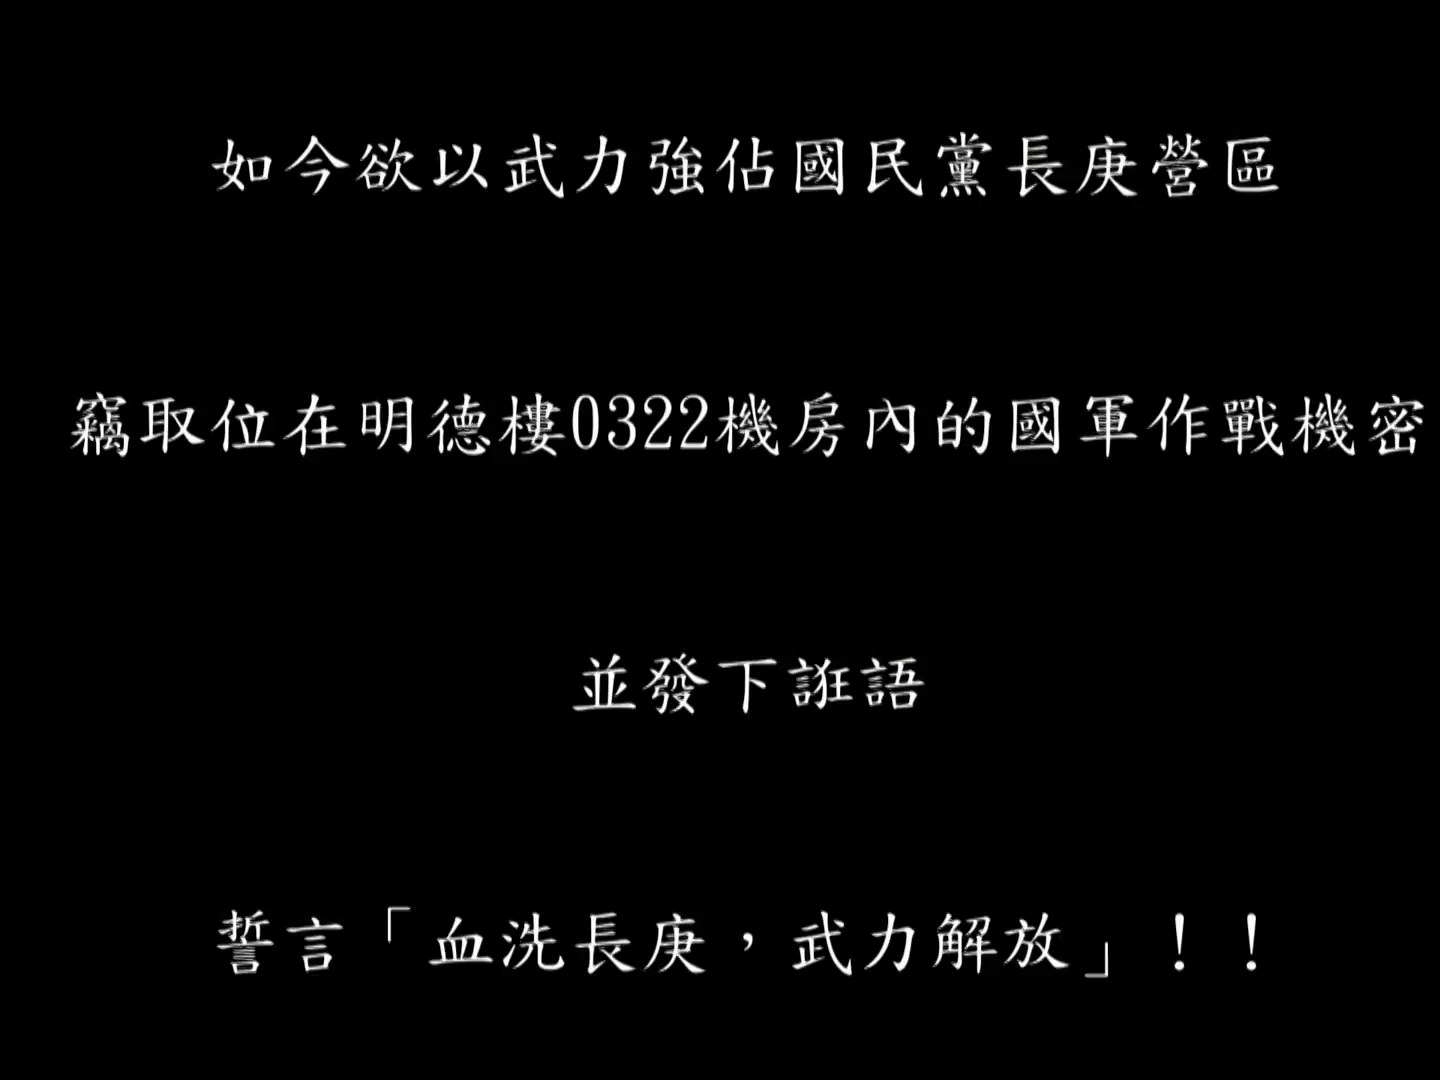 如今欲以武力強佔國民黨長庚營區
竊取位在明德樓0322機房內的國軍作戰機密
並發下誑語
誓言「血洗長庚，武力解放」！！